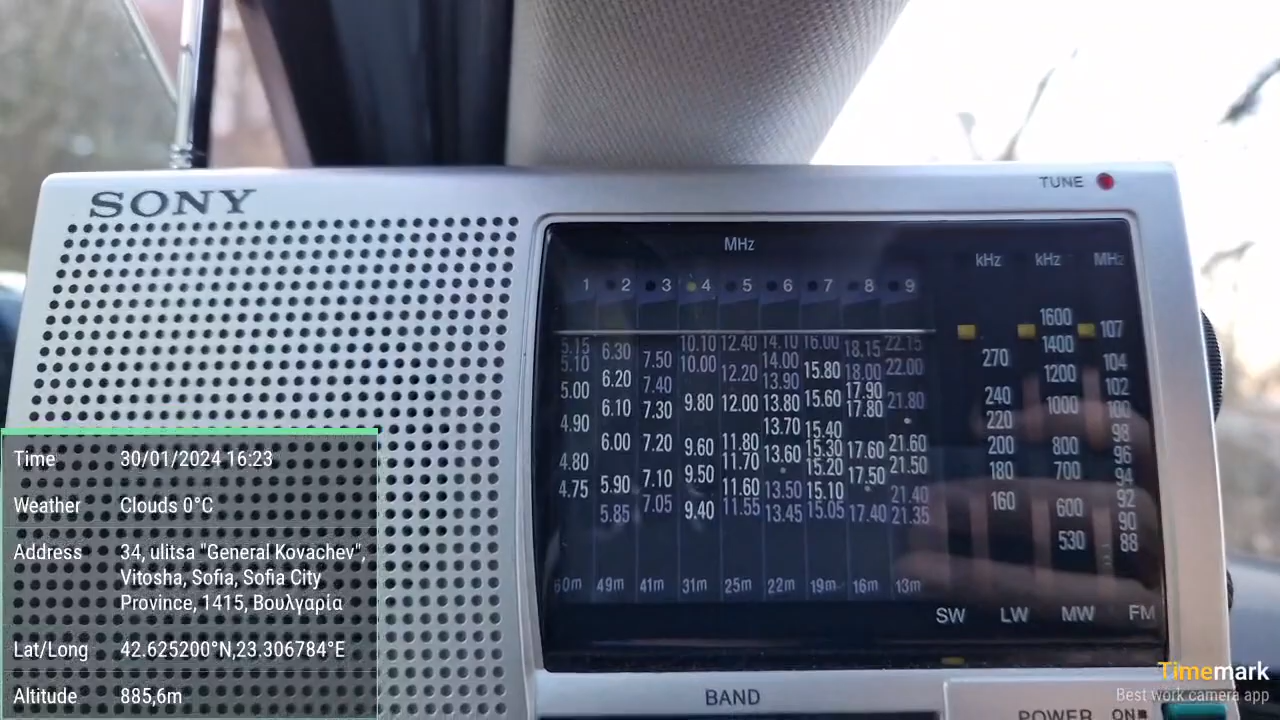 SONY
TUNE
MHz
kHz kHz MHz
1 2 3 4 5 6 7 8 9
5.15 6.30 7.50 10.10 12.40 14.10 16.00 18.15 22.15
5.10 6.20 7.40 10.00 12.20 14.00 15.80 18.00 22.00
5.00 6.10 7.30 9.80 12.00 13.90 15.60 17.90 21.80
4.90 6.00 7.20 9.60 11.80 13.80 15.40 17.80 21.60
4.80 5.90 7.10 9.50 11.70 13.70 15.30 17.60 21.50
4.75 5.85 7.05 9.40 11.60 13.60 15.20 17.50 21.40
11.55 13.50 15.10 17.40 21.35
13.45 15.05
270 1600 107
240 1400 104
220 1200 102
200 1000 100
180 800 98
160 700 96
600 94
530 92
90
88
60m 49m 41m 31m 25m 22m 19m 16m 13m
SW LW MW FM
BAND
POWER ON
Time 30/01/2024 16:23
Weather Clouds 0°C
Address 34, ulitsa "General Kovachev",
Vitosha, Sofia, Sofia City
Province, 1415, Βουλγαρία
Lat/Long 42.625200°N,23.306784°E
Altitude 885,6m
Timemark
Best work camera app